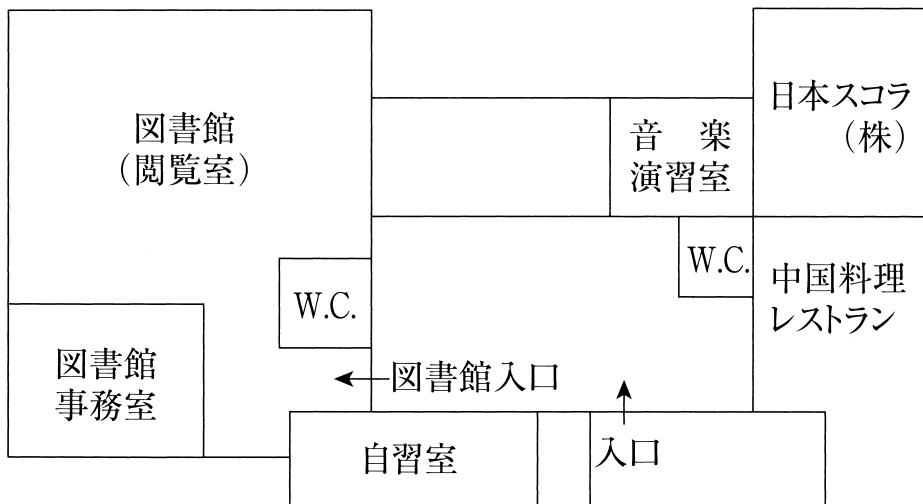 図書館
（閲覧室）
音　楽
演習室
日本スコラ
（株）
W.C.
W.C.
中国料理
レストラン
図書館
事務室
図書館入口
自習室
入口